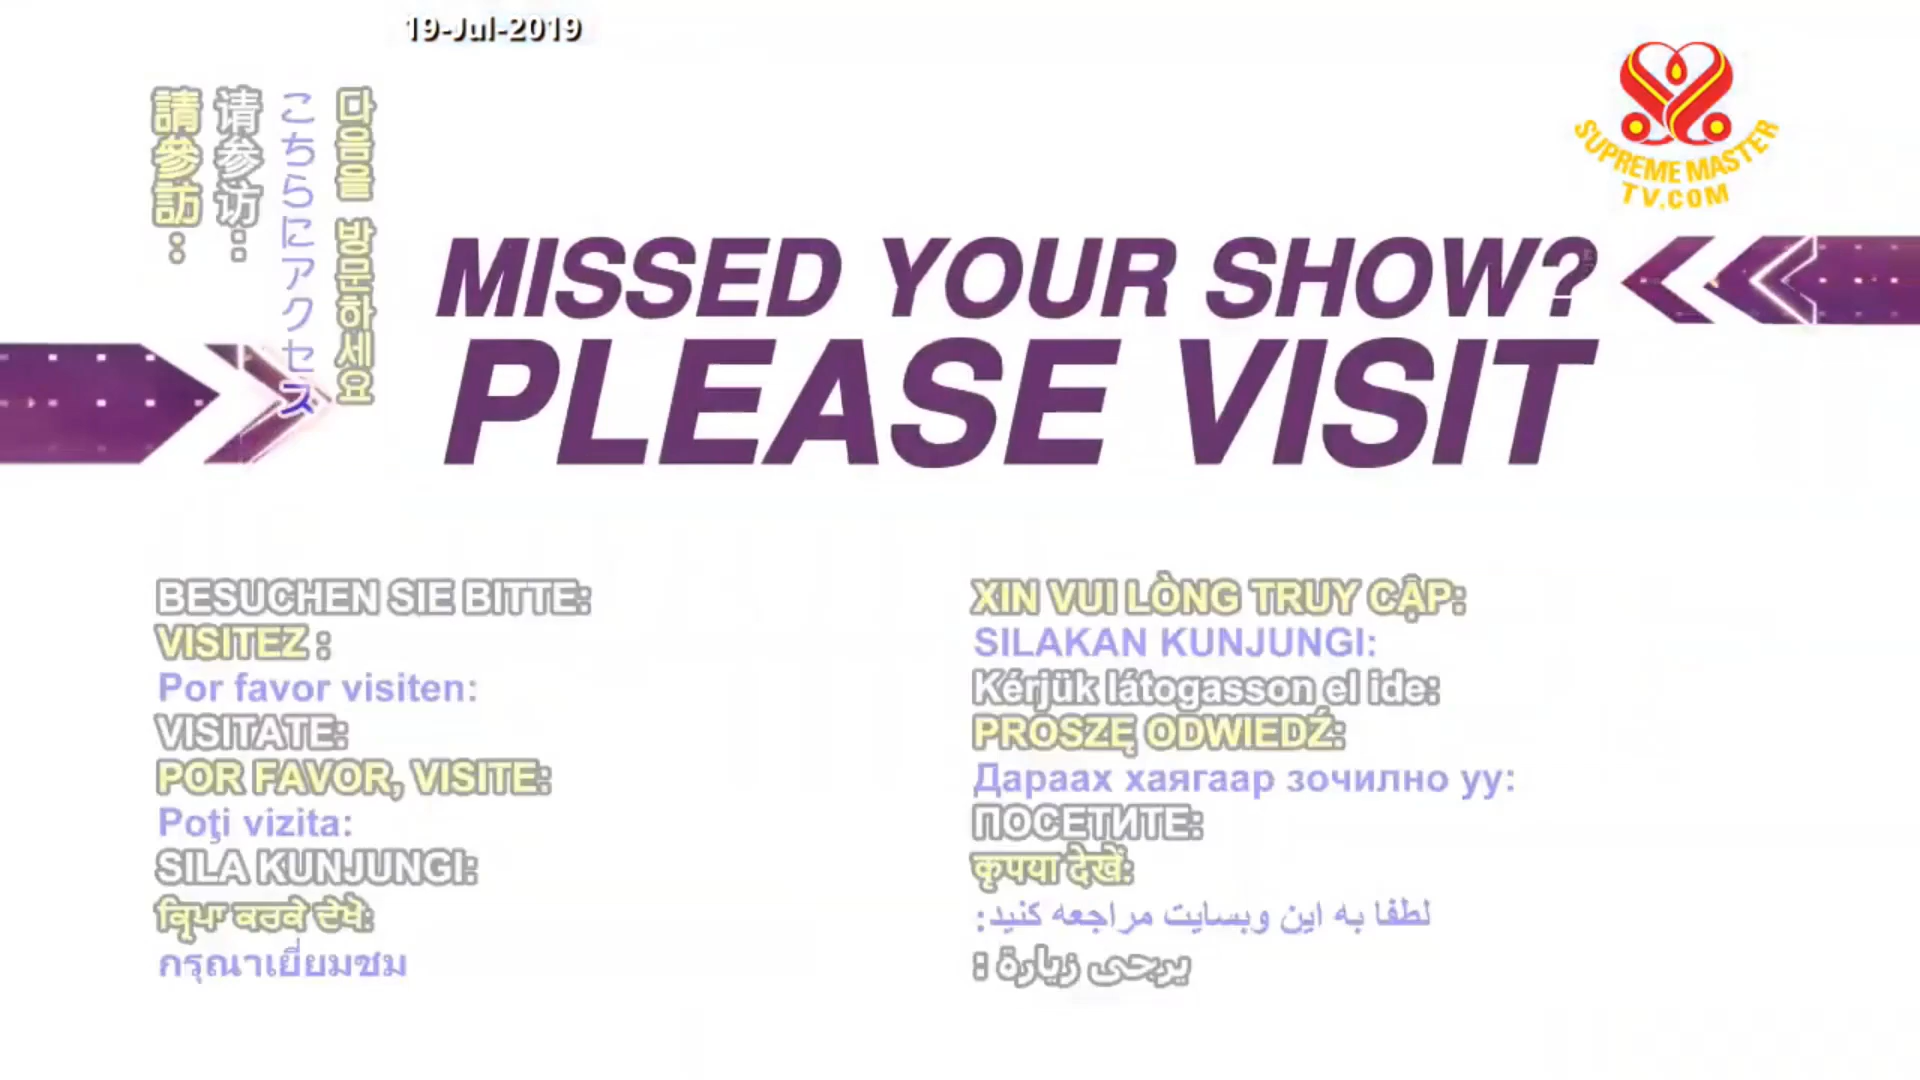 19-Jul-2019
SUPREME MASTER
TV.COM
請參訪：
请参访：
こちらにアクセス
다음을 방문하세요
MISSED YOUR SHOW?
PLEASE VISIT
BESUCHEN SIE BITTE:
VISITEZ :
Por favor visiten:
VISITATE:
POR FAVOR, VISITE:
Poţi vizita:
SILA KUNJUNGI:
ਕ੍ਰਿਪਾ ਕਰਕੇ ਦੇਖੋ:
กรุณาเยี่ยมชม
XIN VUI LÒNG TRUY CẬP:
SILAKAN KUNJUNGI:
Kérjük látogasson el ide:
PROSZĘ ODWIEDŹ:
Дараах хаягаар зочилно уу:
ПОСЕТИТЕ:
कृपया देखें:
لطفا به این وبسایت مراجعه کنید:
يرجى زيارة :